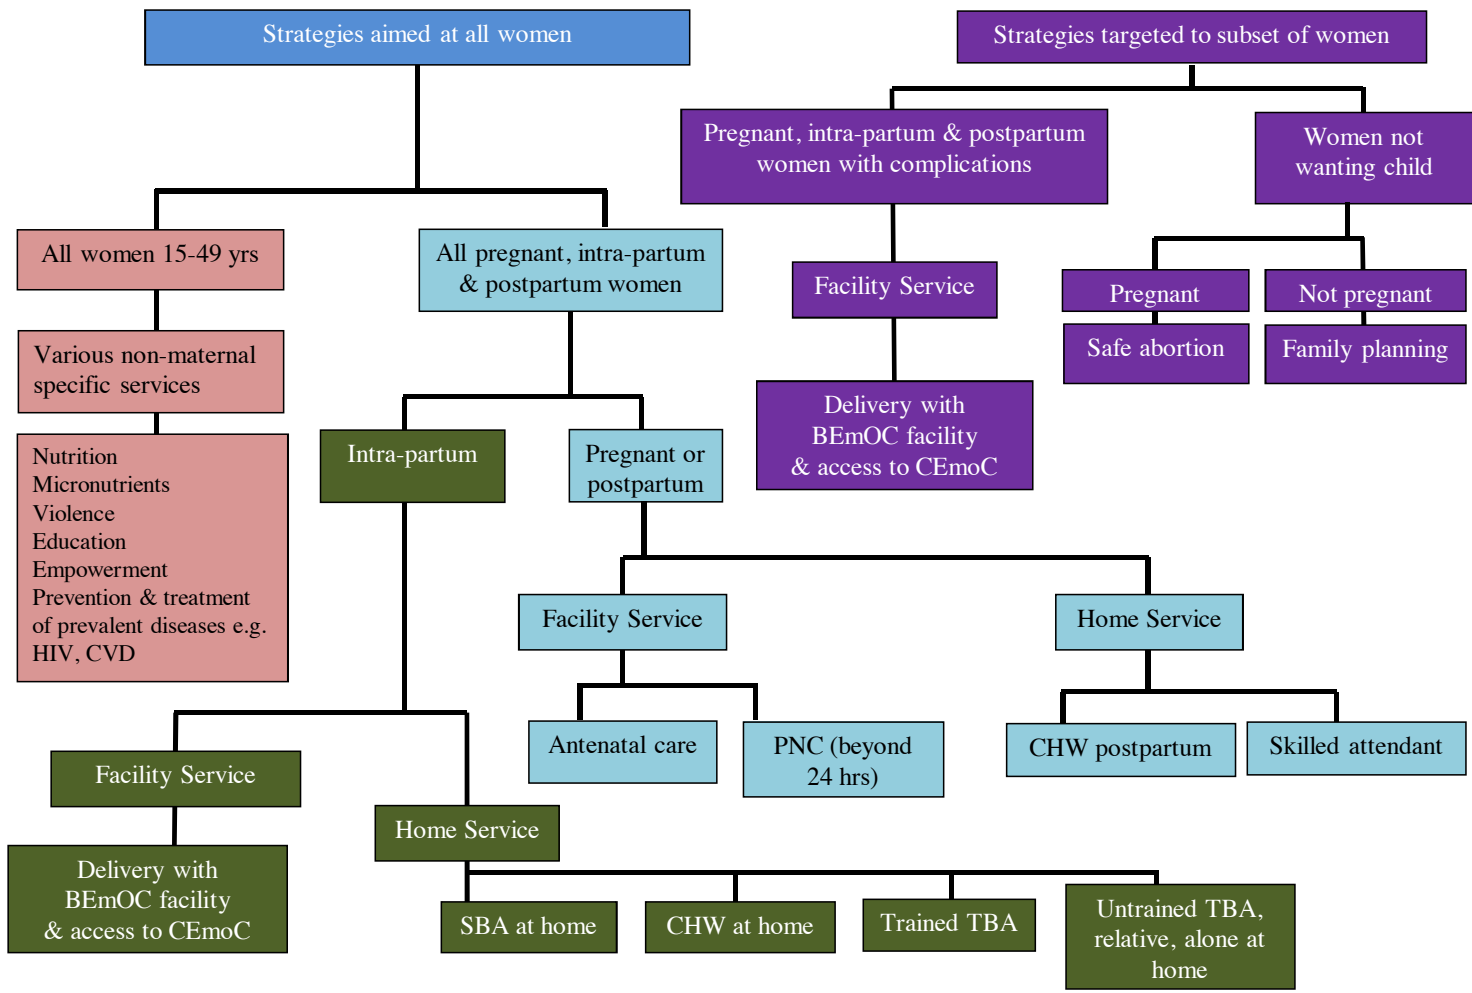 Strategies aimed at all women
Strategies targeted to subset of women
Pregnant, intra-partum & postpartum
women with complications
Women not
wanting child
All women 15-49 yrs
All pregnant, intra-partum
& postpartum women
Facility Service
Pregnant
Not pregnant
Safe abortion
Family planning
Various non-maternal
specific services
Delivery with
BEmOC facility
& access to CEmoC
Nutrition
Micronutrients
Violence
Education
Empowerment
Prevention & treatment
of prevalent diseases e.g.
HIV, CVD
Intra-partum
Pregnant or
postpartum
Facility Service
Home Service
Antenatal care
PNC (beyond
24 hrs)
CHW postpartum
Skilled attendant
Facility Service
Home Service
Delivery with
BEmOC facility
& access to CEmoC
SBA at home
CHW at home
Trained TBA
Untrained TBA,
relative, alone at
home